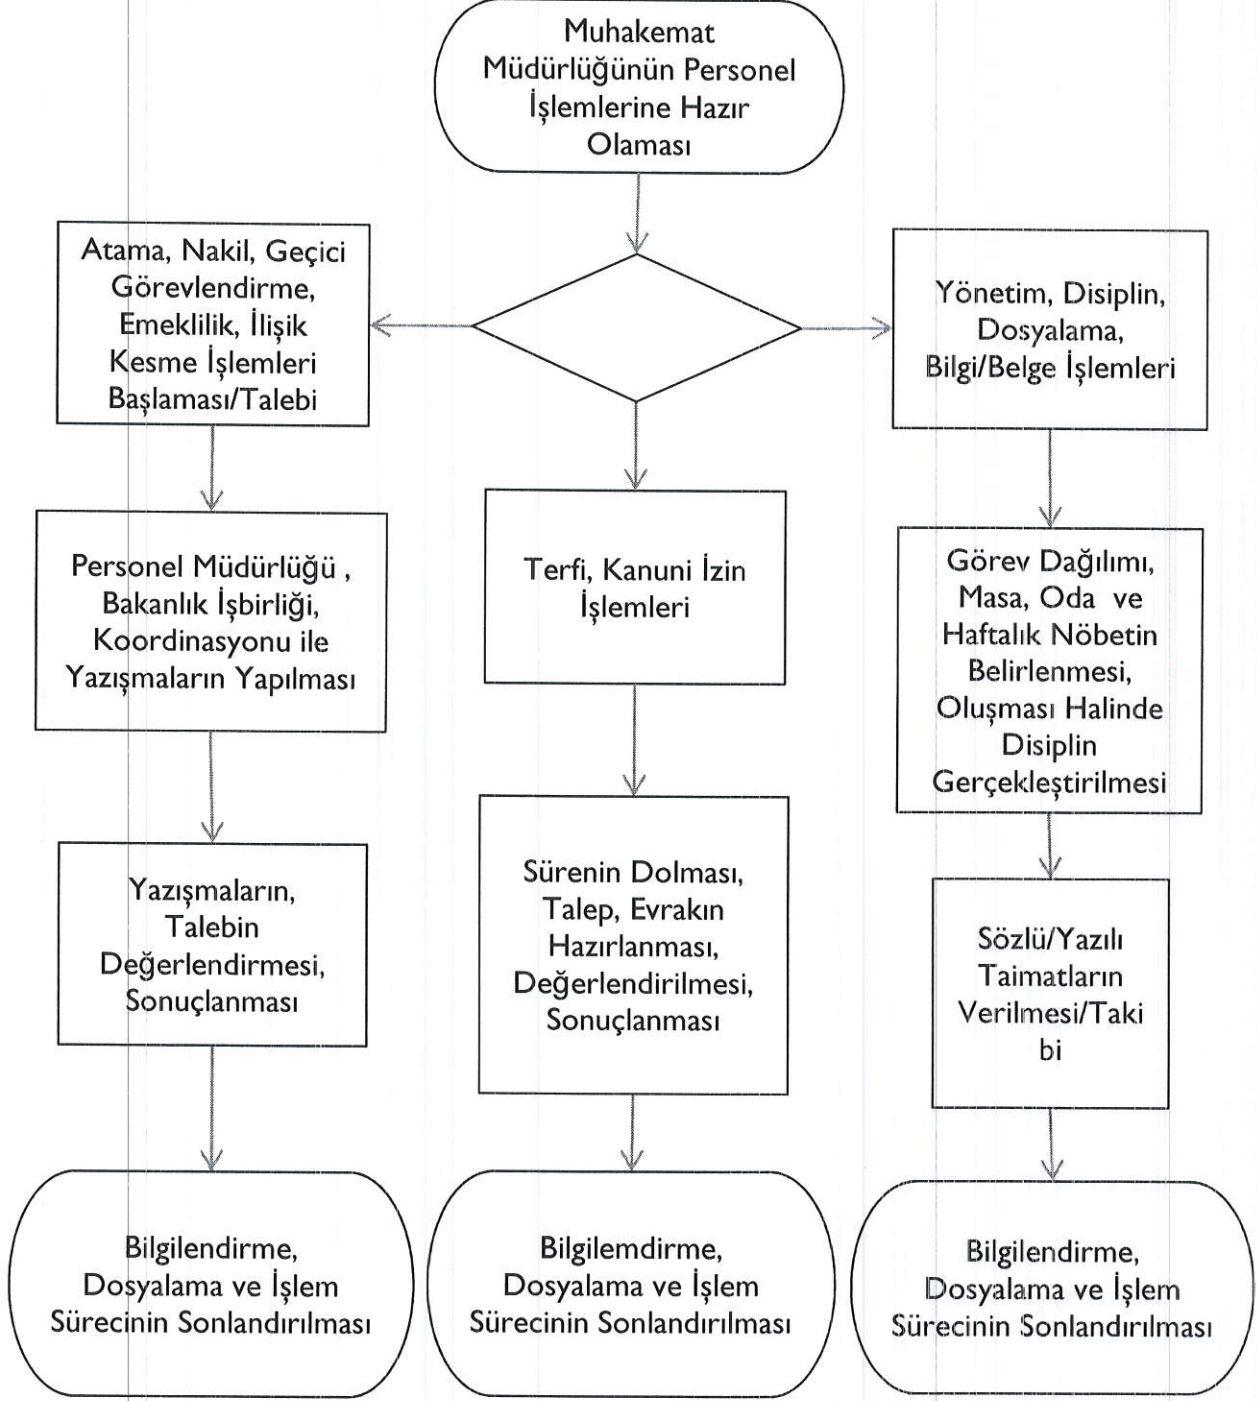 Muhakemat
Müdürlüğünün Personel
İşlemlerine Hazır
Olaması
Atama, Nakil, Geçici
Görevlendirme,
Emeklilik, İlişik
Kesme İşlemleri
Başlaması/Talebi
Yönetim, Disiplin,
Dosyalama,
Bilgi/Belge İşlemleri
Personel Müdürlüğü ,
Bakanlık İşbirliği,
Koordinasyonu ile
Yazışmaların Yapılması
Terfi, Kanuni İzin
İşlemleri
Görev Dağılımı,
Masa, Oda ve
Haftalık Nöbetin
Belirlenmesi,
Oluşması Halinde
Disiplin
Gerçekleştirilmesi
Yazışmaların,
Talebin
Değerlendirmesi,
Sonuçlanması
Sürenin Dolması,
Talep, Evrakın
Hazırlanması,
Değerlendirilmesi,
Sonuçlanması
Sözlü/Yazılı
Taimatların
Verilmesi/Taki
bi
Bilgilendirme,
Dosyalama ve İşlem
Sürecinin Sonlandırılması
Bilgilemdirme,
Dosyalama ve İşlem
Sürecinin Sonlandırılması
Bilgilendirme,
Dosyalama ve İşlem
Sürecinin Sonlandırılması